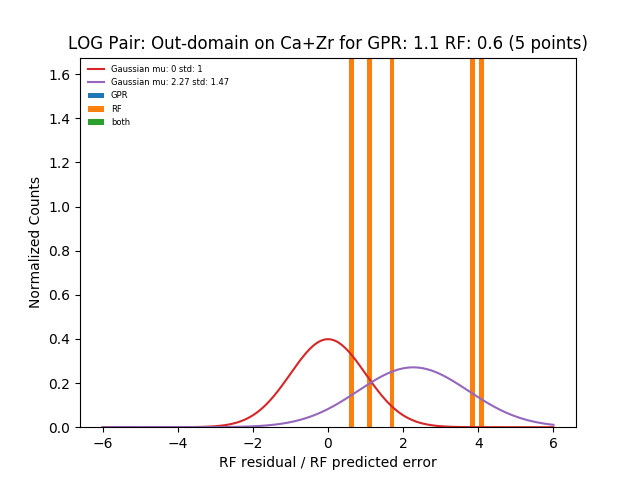 LOG Pair: Out-domain on Ca+Zr for GPR: 1.1 RF: 0.6 (5 points)
Gaussian mu: 0 std: 1
Gaussian mu: 2.27 std: 1.47
GPR
RF
both
1.6
1.4
1.2
1.0
0.8
0.6
0.4
0.2
0.0
Normalized Counts
−6
−4
−2
0
2
4
6
RF residual / RF predicted error